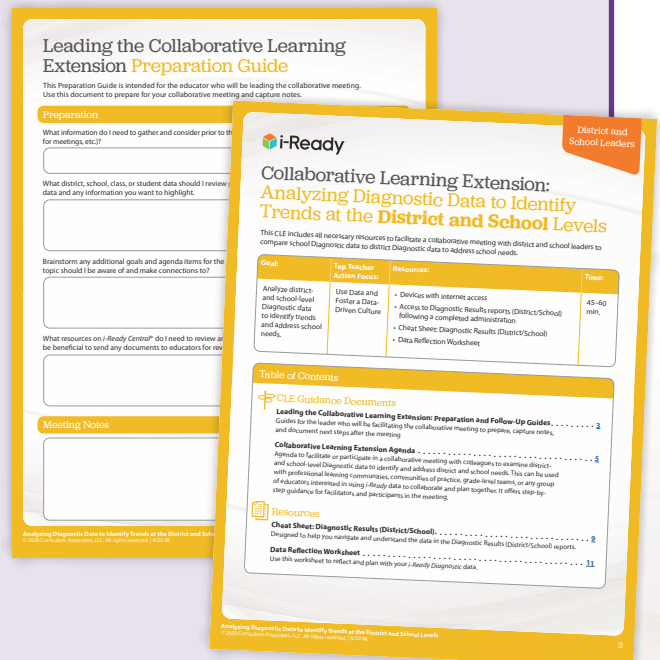 Leading the Collaborative Learning
Extension Preparation Guide
This Preparation Guide is intended for the educator who will be leading the collaborative meeting.
Use this document to prepare for your collaborative meeting and capture notes.
Preparation
What information do I need to gather and consider prior to th
for meetings, etc.)?
What district, school, class, or student data should I review
data and any information you want to highlight.
Brainstorm any additional goals and agenda items for the
topic should I be aware of and make connections to?
What resources on i-Ready Central® do I need to review an
be beneficial to send any documents to educators for rev
Meeting Notes
Analyzing Diagnostic Data to Identify Trends at the District and Scho
© 2020 Curriculum Associates, LLC. All rights reserved. | 6/20 0K
District and
School Leaders
i-Ready
Collaborative Learning Extension:
Analyzing Diagnostic Data to Identify
Trends at the District and School Levels
This CLE includes all necessary resources to facilitate a collaborative meeting with district and school leaders to
compare school Diagnostic data to district Diagnostic data to address school needs.
Goal:
Top Teacher
Action Focus:
Resources:
Time:
Analyze district-
and school-level
Diagnostic data
to identify trends
and address school
needs.
Use Data and
Foster a Data-
Driven Culture
• Devices with internet access
• Access to Diagnostic Results reports (District/School)
following a completed administration
• Cheat Sheet: Diagnostic Results (District/School)
• Data Reflection Worksheet
45–60
min.
Table of Contents
CLE Guidance Documents
Leading the Collaborative Learning Extension: Preparation and Follow-Up Guides. . . . . . . . . . 3
Guides for the leader who will be facilitating the collaborative meeting to prepare, capture notes,
and document next steps after the meeting
Collaborative Learning Extension Agenda . . . . . . . . . . . . . . . . . . . . . . . . . . . . . . 5
Agenda to facilitate or participate in a collaborative meeting with colleagues to examine district-
and school-level Diagnostic data to identify and address district and school needs. This can be used
with professional learning communities, communities of practice, grade-level teams, or any group
of educators interested in using i-Ready data to collaborate and plan together. It offers step-by-
step guidance for facilitators and participants in the meeting.
Resources
Cheat Sheet: Diagnostic Results (District/School). . . . . . . . . . . . . . . . . . . . . . . . . . 9
Designed to help you navigate and understand the data in the Diagnostic Results (District/School) reports.
Data Reflection Worksheet . . . . . . . . . . . . . . . . . . . . . . . . . . . . . . . . . . . . . . 11
Use this worksheet to reflect and plan with your i-Ready Diagnostic data.
Analyzing Diagnostic Data to Identify Trends at the District and School Levels
© 2020 Curriculum Associates, LLC. All rights reserved. | 6/20 0K
2